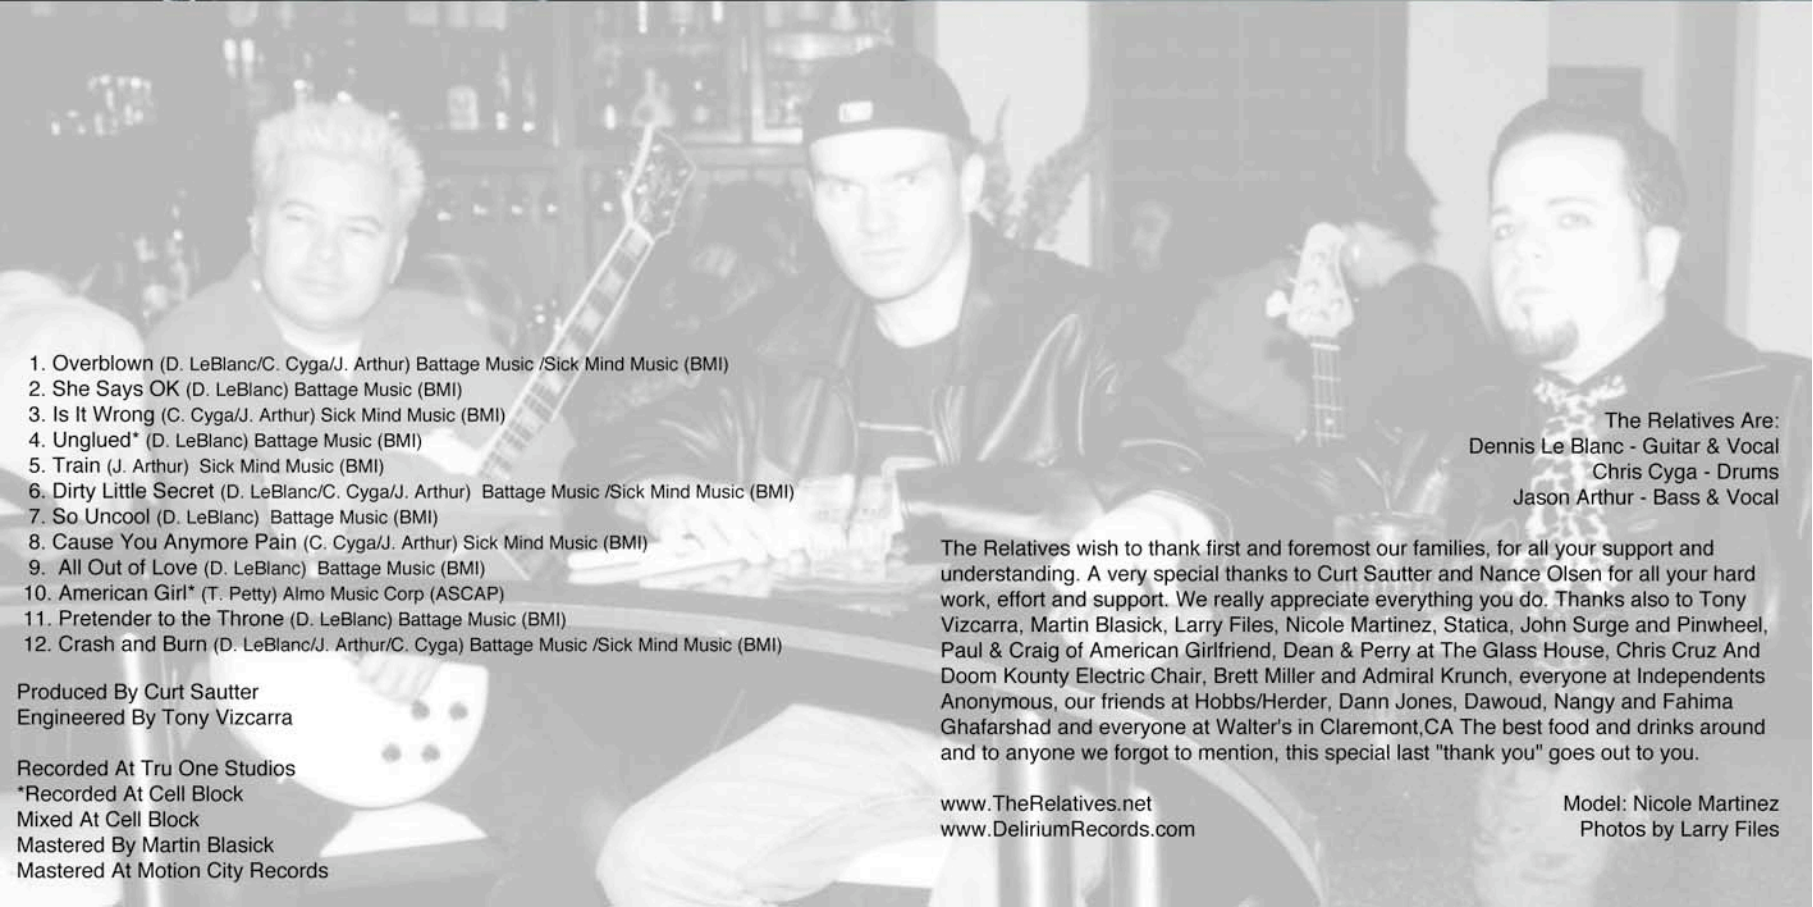 1. Overblown (D. LeBlanc/C. Cyga/J. Arthur) Battage Music /Sick Mind Music (BMI)
2. She Says OK (D. LeBlanc) Battage Music (BMI)
3. Is It Wrong (C. Cyga/J. Arthur) Sick Mind Music (BMI)
4. Unglued* (D. LeBlanc) Battage Music (BMI)
5. Train (J. Arthur) Sick Mind Music (BMI)
6. Dirty Little Secret (D. LeBlanc/C. Cyga/J. Arthur) Battage Music /Sick Mind Music (BMI)
7. So Uncool (D. LeBlanc) Battage Music (BMI)
8. Cause You Anymore Pain (C. Cyga/J. Arthur) Sick Mind Music (BMI)
9. All Out of Love (D. LeBlanc) Battage Music (BMI)
10. American Girl* (T. Petty) Almo Music Corp (ASCAP)
11. Pretender to the Throne (D. LeBlanc) Battage Music (BMI)
12. Crash and Burn (D. LeBlanc/J. Arthur/C. Cyga) Battage Music /Sick Mind Music (BMI)
Produced By Curt Sautter
Engineered By Tony Vizcarra
Recorded At Tru One Studios
*Recorded At Cell Block
Mixed At Cell Block
Mastered By Martin Blasick
Mastered At Motion City Records
The Relatives Are:
Dennis Le Blanc - Guitar & Vocal
Chris Cyga - Drums
Jason Arthur - Bass & Vocal
The Relatives wish to thank first and foremost our families, for all your support and
understanding. A very special thanks to Curt Sautter and Nance Olsen for all your hard
work, effort and support. We really appreciate everything you do. Thanks also to Tony
Vizcarra, Martin Blasick, Larry Files, Nicole Martinez, Statica, John Surge and Pinwheel,
Paul & Craig of American Girlfriend, Dean & Perry at The Glass House, Chris Cruz And
Doom Kounty Electric Chair, Brett Miller and Admiral Krunch, everyone at Independents
Anonymous, our friends at Hobbs/Herder, Dann Jones, Dawoud, Nangy and Fahima
Ghafarshad and everyone at Walter's in Claremont,CA The best food and drinks around
and to anyone we forgot to mention, this special last "thank you" goes out to you.
www.TheRelatives.net
www.DeliriumRecords.com
Model: Nicole Martinez
Photos by Larry Files